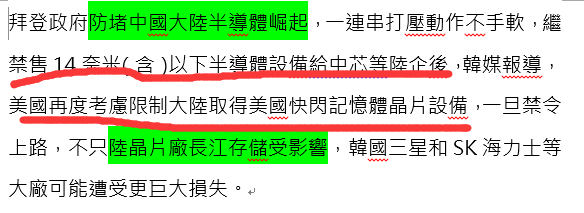 拜登政府防堵中國大陸半導體崛起，一連串打壓動作不手軟，繼
禁售 14 奈米(含)以下半導體設備給中芯等陸企後，韓媒報導，
美國再度考慮限制大陸取得美國快閃記憶體晶片設備，一旦禁令
上路，不只陸晶片廠長江存儲受影響，韓國三星和 SK 海力士等
大廠可能遭受更巨大損失。